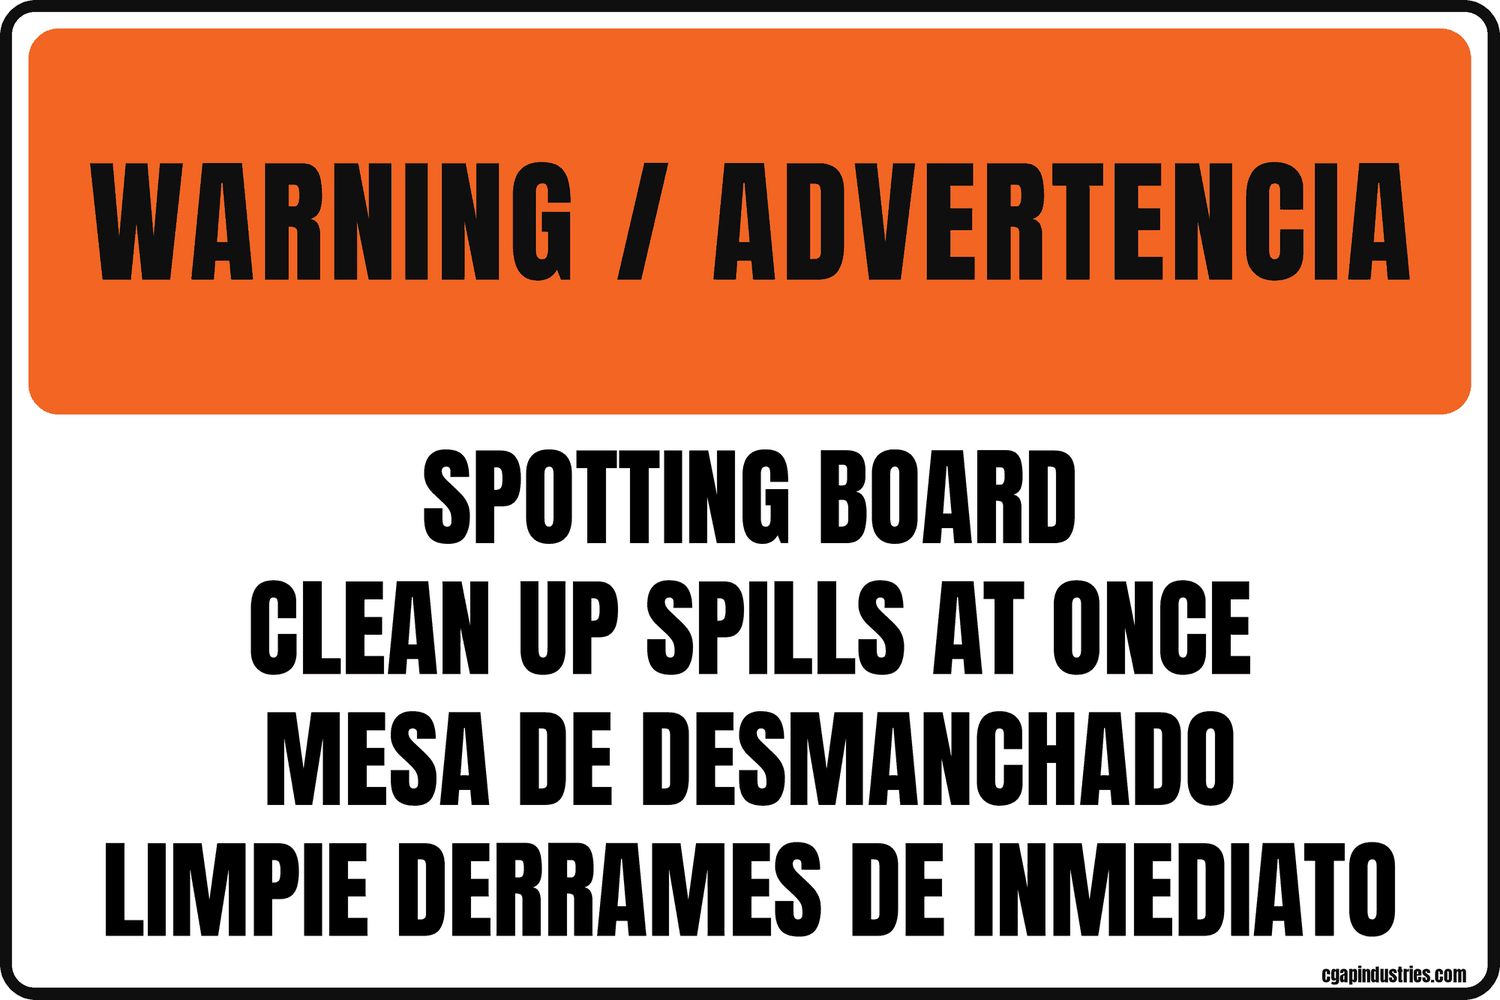 WARNING / ADVERTENCIA
SPOTTING BOARD
CLEAN UP SPILLS AT ONCE
MESA DE DESMANCHADO
LIMPIE DERRAMES DE INMEDIATO
cgapindustries.com